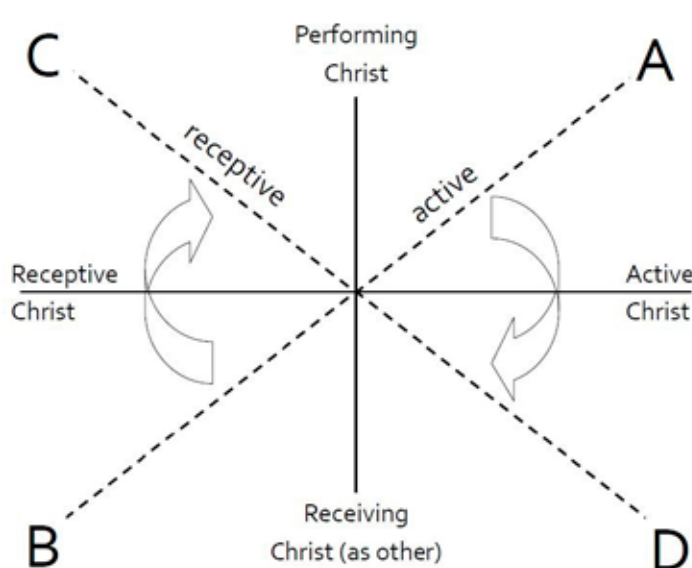 Performing
Christ
C
A
receptive
active
Receptive
Christ
Active
Christ
Receiving
Christ (as other)
B
D